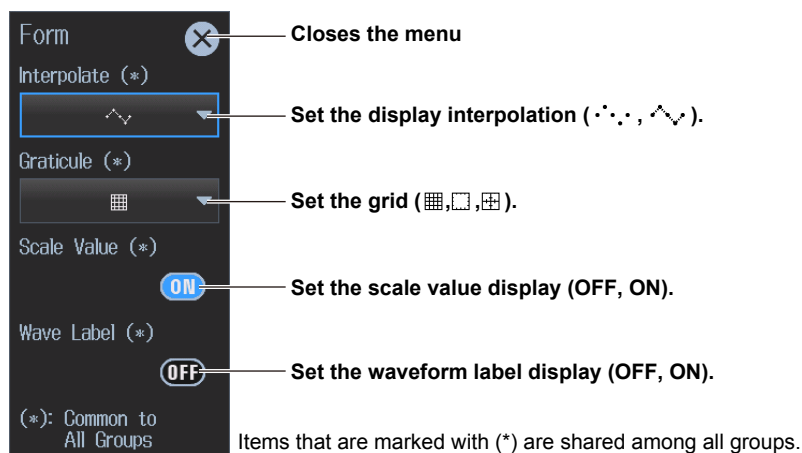 Form
Closes the menu
Interpolate (*)
Set the display interpolation ( , ).
Graticule (*)
Set the grid ( , , ).
Scale Value (*)
ON
Set the scale value display (OFF, ON).
Wave Label (*)
OFF
Set the waveform label display (OFF, ON).
(*): Common to
All Groups
Items that are marked with (*) are shared among all groups.